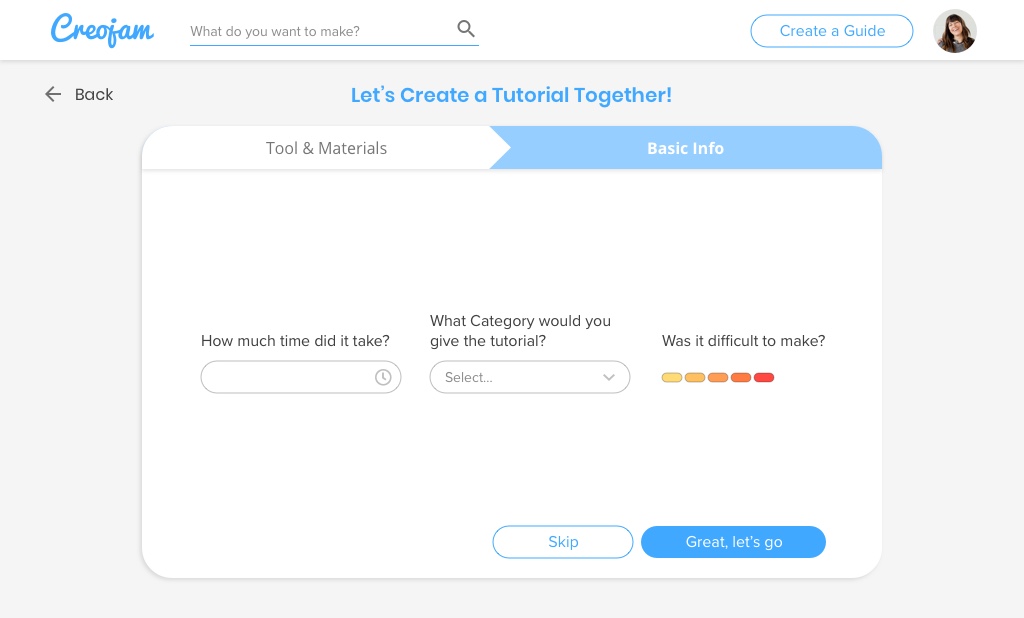 Creojam
What do you want to make?
Create a Guide
Back
Let's Create a Tutorial Together!
Tool & Materials
Basic Info
How much time did it take?
What Category would you
give the tutorial?
Was it difficult to make?
Select...
Skip
Great, let's go